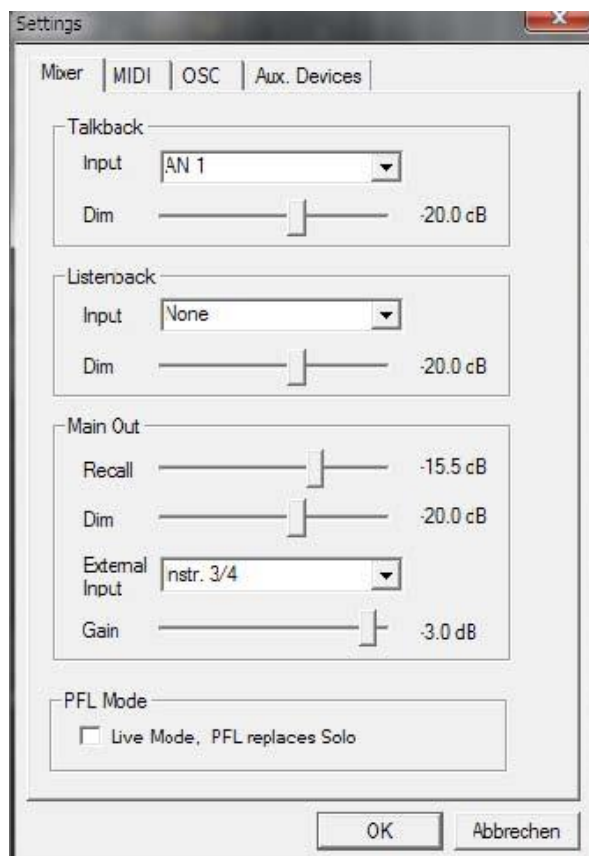 Settings
Mixer MIDI OSC Aux. Devices
Talkback
Input AN 1
Dim -20.0 dB
Listenback
Input None
Dim -20.0 dB
Main Out
Recall -15.5 dB
Dim -20.0 dB
External Input Instr. 3/4
Gain -3.0 dB
PFL Mode
Live Mode, PFL replaces Solo
OK Abbrechen